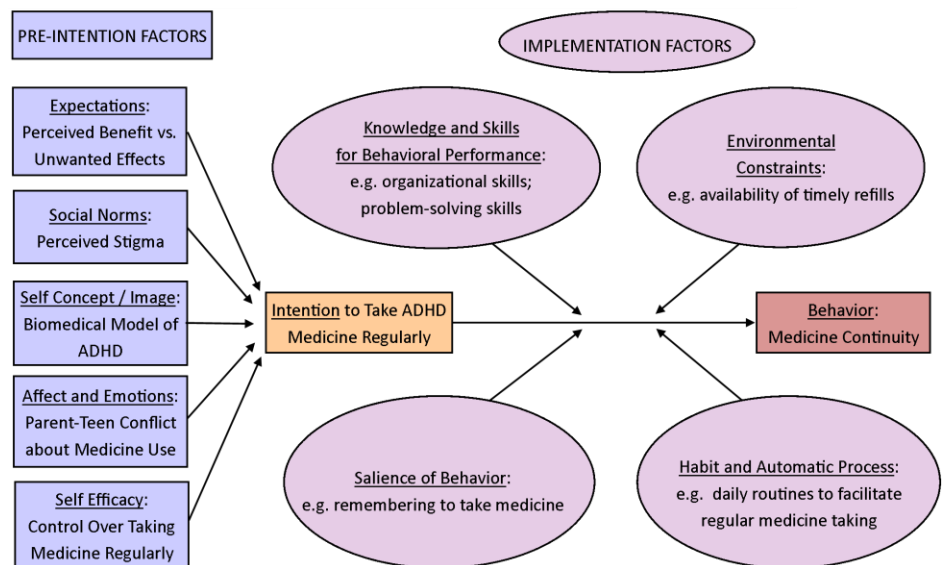 PRE-INTENTION FACTORS
IMPLEMENTATION FACTORS
Expectations:
Perceived Benefit vs.
Unwanted Effects
Social Norms:
Perceived Stigma
Self Concept / Image:
Biomedical Model of
ADHD
Affect and Emotions:
Parent-Teen Conflict
about Medicine Use
Self Efficacy:
Control Over Taking
Medicine Regularly
Intention to Take ADHD
Medicine Regularly
Knowledge and Skills
for Behavioral Performance:
e.g. organizational skills;
problem-solving skills
Environmental
Constraints:
e.g. availability of timely refills
Salience of Behavior:
e.g. remembering to take medicine
Habit and Automatic Process:
e.g. daily routines to facilitate
regular medicine taking
Behavior:
Medicine Continuity